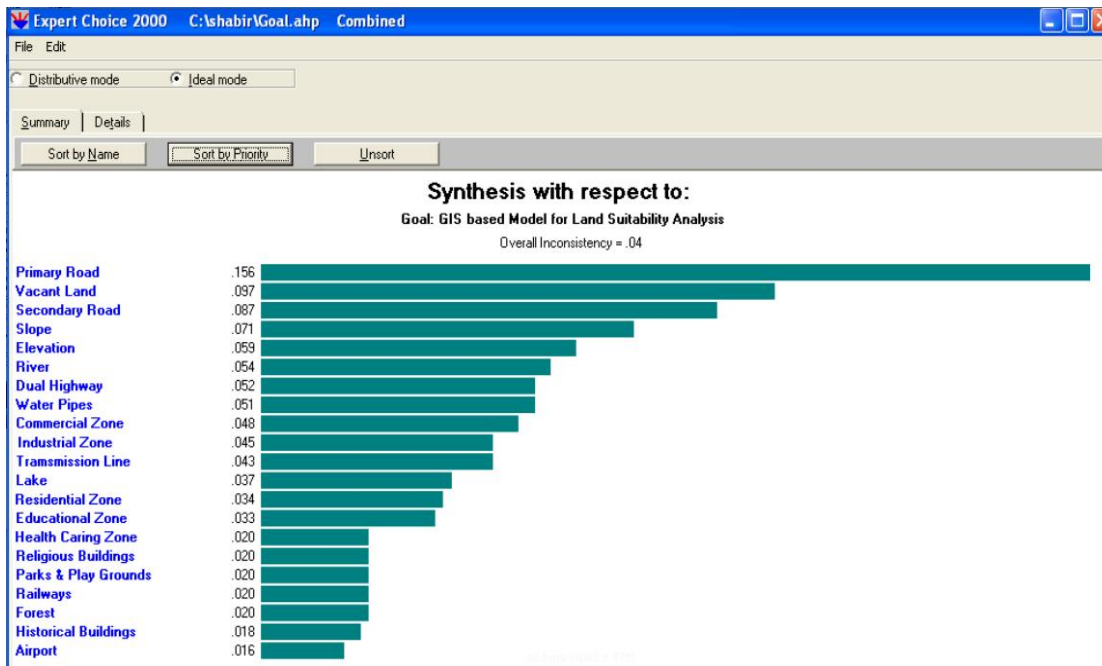 Expert Choice 2000 C:\shabir\Goal.ahp Combined
File Edit
Distributive mode Ideal mode
Summary Details
Sort by Name Sort by Priority Unsort
Synthesis with respect to:
Goal: GIS based Model for Land Suitability Analysis
Overall Inconsistency = .04
Primary Road .156
Vacant Land .097
Secondary Road .087
Slope .071
Elevation .059
River .054
Dual Highway .052
Water Pipes .051
Commercial Zone .048
Industrial Zone .045
Tramsmission Line .043
Lake .037
Residential Zone .034
Educational Zone .033
Health Caring Zone .020
Religious Buildings .020
Parks & Play Grounds .020
Railways .020
Forest .020
Historical Buildings .018
Airport .016